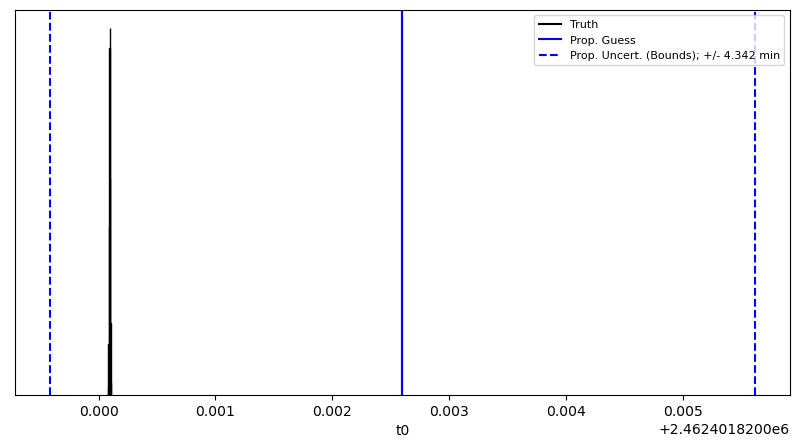 Truth
Prop. Guess
Prop. Uncert. (Bounds); +/- 4.342 min
0.000 0.001 0.002 0.003 0.004 0.005
t0
+2.4624018200e6